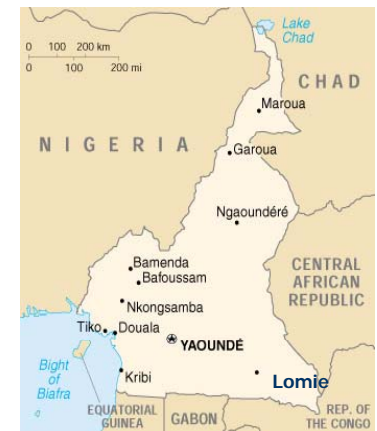 Lake
Chad
0 100 200 km
0 100 200 mi
CHAD
Maroua
NIGERIA
Garoua
Ngaoundéré
Bamenda
Bafoussam
CENTRAL
AFRICAN
REPUBLIC
Nkongsamba
Tiko
Douala
YAOUNDÉ
Bight
of
Biafra
Kribi
Lomie
EQUATORIAL
GUINEA
GABON
REP. OF
THE CONGO